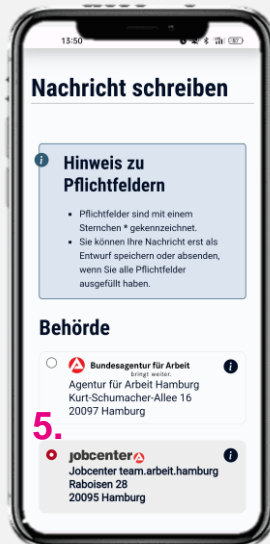 13:50
Nachricht schreiben
Hinweis zu
Pflichtfeldern
• Pflichtfelder sind mit einem
Sternchen * gekennzeichnet.
• Sie können Ihre Nachricht erst als
Entwurf speichern oder absenden,
wenn Sie alle Pflichtfelder
ausgefüllt haben.
Behörde
Bundesagentur für Arbeit
bringt weiter.
Agentur für Arbeit Hamburg
Kurt-Schumacher-Allee 16
20097 Hamburg
5.
jobcenter
Jobcenter team.arbeit.hamburg
Raboisen 28
20095 Hamburg